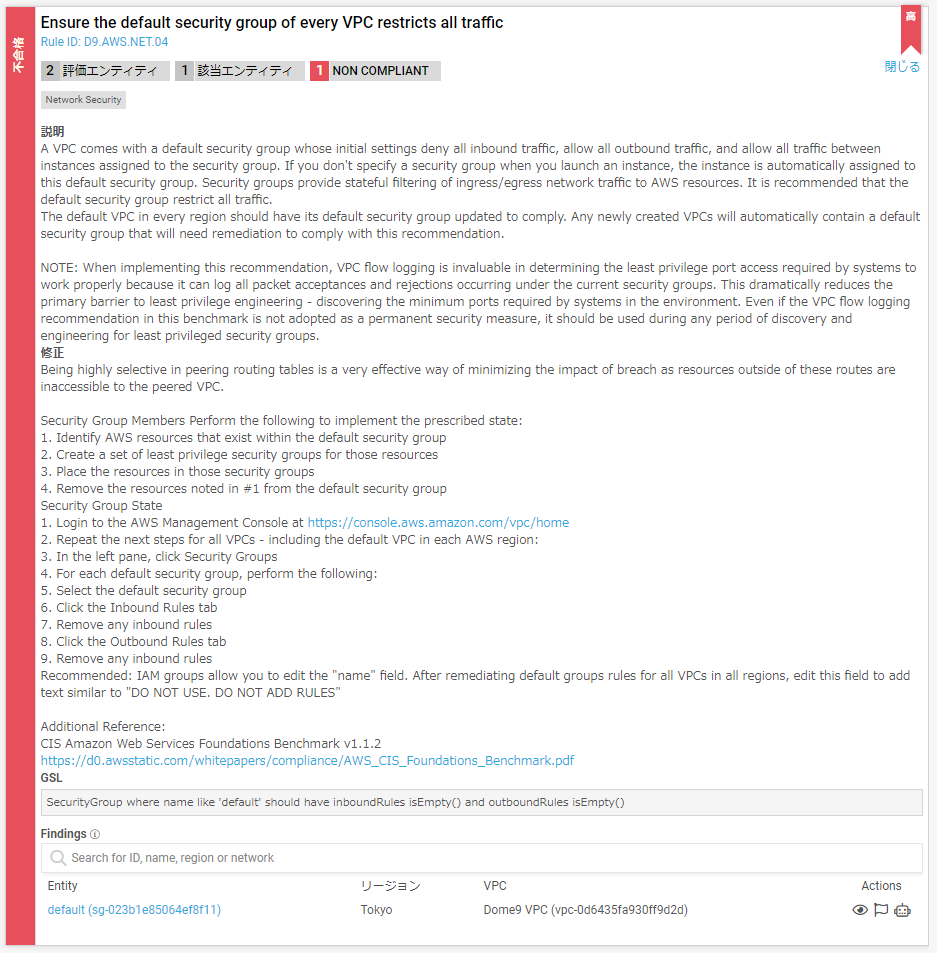 不合格
Ensure the default security group of every VPC restricts all traffic
高
Rule ID: D9.AWS.NET.04
閉じる
2 評価エンティティ 1 該当エンティティ 1 NON COMPLIANT
Network Security
説明
A VPC comes with a default security group whose initial settings deny all inbound traffic, allow all outbound traffic, and allow all traffic between
instances assigned to the security group. If you don't specify a security group when you launch an instance, the instance is automatically assigned to
this default security group. Security groups provide stateful filtering of ingress/egress network traffic to AWS resources. It is recommended that the
default security group restrict all traffic.
The default VPC in every region should have its default security group updated to comply. Any newly created VPCs will automatically contain a default
security group that will need remediation to comply with this recommendation.
NOTE: When implementing this recommendation, VPC flow logging is invaluable in determining the least privilege port access required by systems to
work properly because it can log all packet acceptances and rejections occurring under the current security groups. This dramatically reduces the
primary barrier to least privilege engineering - discovering the minimum ports required by systems in the environment. Even if the VPC flow logging
recommendation in this benchmark is not adopted as a permanent security measure, it should be used during any period of discovery and
engineering for least privileged security groups.
修正
Being highly selective in peering routing tables is a very effective way of minimizing the impact of breach as resources outside of these routes are
inaccessible to the peered VPC.
Security Group Members Perform the following to implement the prescribed state:
1. Identify AWS resources that exist within the default security group
2. Create a set of least privilege security groups for those resources
3. Place the resources in those security groups
4. Remove the resources noted in #1 from the default security group
Security Group State
1. Login to the AWS Management Console at https://console.aws.amazon.com/vpc/home
2. Repeat the next steps for all VPCs - including the default VPC in each AWS region:
3. In the left pane, click Security Groups
4. For each default security group, perform the following:
5. Select the default security group
6. Click the Inbound Rules tab
7. Remove any inbound rules
8. Click the Outbound Rules tab
9. Remove any inbound rules
Recommended: IAM groups allow you to edit the "name" field. After remediating default groups rules for all VPCs in all regions, edit this field to add
text similar to "DO NOT USE. DO NOT ADD RULES"
Additional Reference:
CIS Amazon Web Services Foundations Benchmark v1.1.2
https://d0.awsstatic.com/whitepapers/compliance/AWS_CIS_Foundations_Benchmark.pdf
GSL
SecurityGroup where name like 'default' should have inboundRules isEmpty() and outboundRules isEmpty()
Findings
Search for ID, name, region or network
Entity リージョン VPC Actions
default (sg-023b1e85064ef8f11) Tokyo Dome9 VPC (vpc-0d6435fa930ff9d2d)